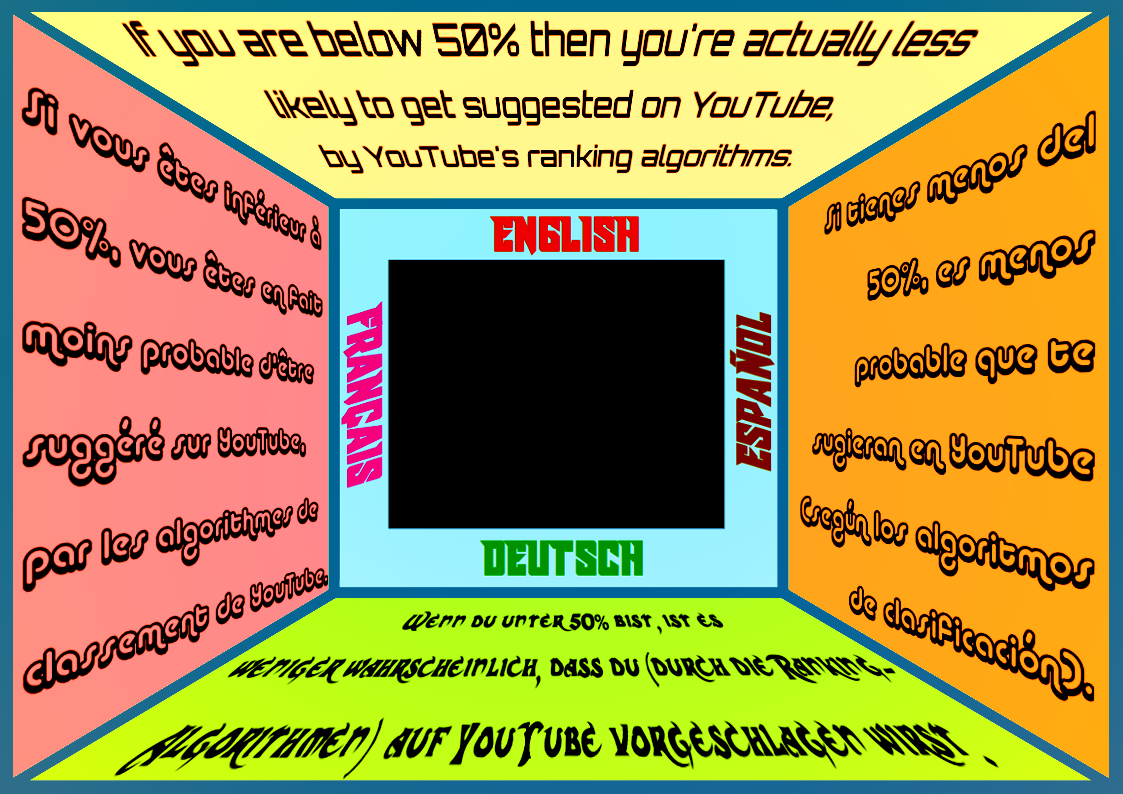 If you are below 50% then you're actually less
likely to get suggested on YouTube,
by YouTube's ranking algorithms.
Si vous êtes inférieur à
50%, vous êtes en fait
moins probable d'être
suggéré sur YouTube,
par les algorithmes de
classement de YouTube.
ENGLISH
FRANÇAIS
ESPAÑOL
DEUTSCH
Si tienes menos del
50%, es menos
probable que te
sugieran en YouTube
(según los algoritmos
de clasificación).
Wenn du unter 50% bist, ist es
weniger wahrscheinlich, dass du (durch die Ranking-
Algorithmen) auf YouTube vorgeschlagen wirst.